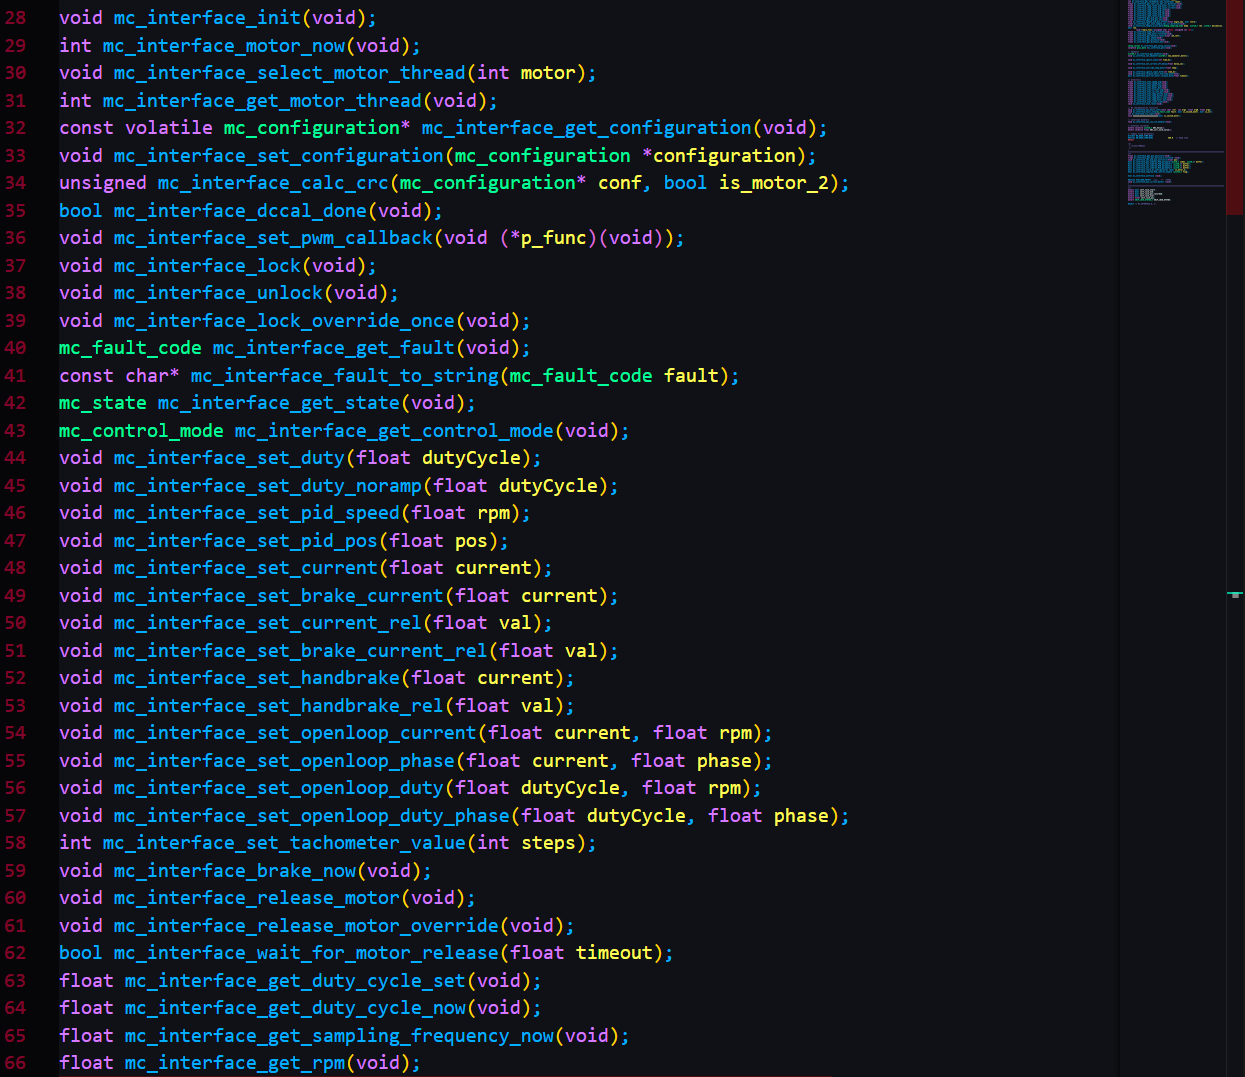 28 void mc_interface_init(void);
29 int mc_interface_motor_now(void);
30 void mc_interface_select_motor_thread(int motor);
31 int mc_interface_get_motor_thread(void);
32 const volatile mc_configuration* mc_interface_get_configuration(void);
33 void mc_interface_set_configuration(mc_configuration *configuration);
34 unsigned mc_interface_calc_crc(mc_configuration* conf, bool is_motor_2);
35 bool mc_interface_dccal_done(void);
36 void mc_interface_set_pwm_callback(void (*p_func)(void));
37 void mc_interface_lock(void);
38 void mc_interface_unlock(void);
39 void mc_interface_lock_override_once(void);
40 mc_fault_code mc_interface_get_fault(void);
41 const char* mc_interface_fault_to_string(mc_fault_code fault);
42 mc_state mc_interface_get_state(void);
43 mc_control_mode mc_interface_get_control_mode(void);
44 void mc_interface_set_duty(float dutyCycle);
45 void mc_interface_set_duty_noramp(float dutyCycle);
46 void mc_interface_set_pid_speed(float rpm);
47 void mc_interface_set_pid_pos(float pos);
48 void mc_interface_set_current(float current);
49 void mc_interface_set_brake_current(float current);
50 void mc_interface_set_current_rel(float val);
51 void mc_interface_set_brake_current_rel(float val);
52 void mc_interface_set_handbrake(float current);
53 void mc_interface_set_handbrake_rel(float val);
54 void mc_interface_set_openloop_current(float current, float rpm);
55 void mc_interface_set_openloop_phase(float current, float phase);
56 void mc_interface_set_openloop_duty(float dutyCycle, float rpm);
57 void mc_interface_set_openloop_duty_phase(float dutyCycle, float phase);
58 int mc_interface_set_tachometer_value(int steps);
59 void mc_interface_brake_now(void);
60 void mc_interface_release_motor(void);
61 void mc_interface_release_motor_override(void);
62 bool mc_interface_wait_for_motor_release(float timeout);
63 float mc_interface_get_duty_cycle_set(void);
64 float mc_interface_get_duty_cycle_now(void);
65 float mc_interface_get_sampling_frequency_now(void);
66 float mc_interface_get_rpm(void);